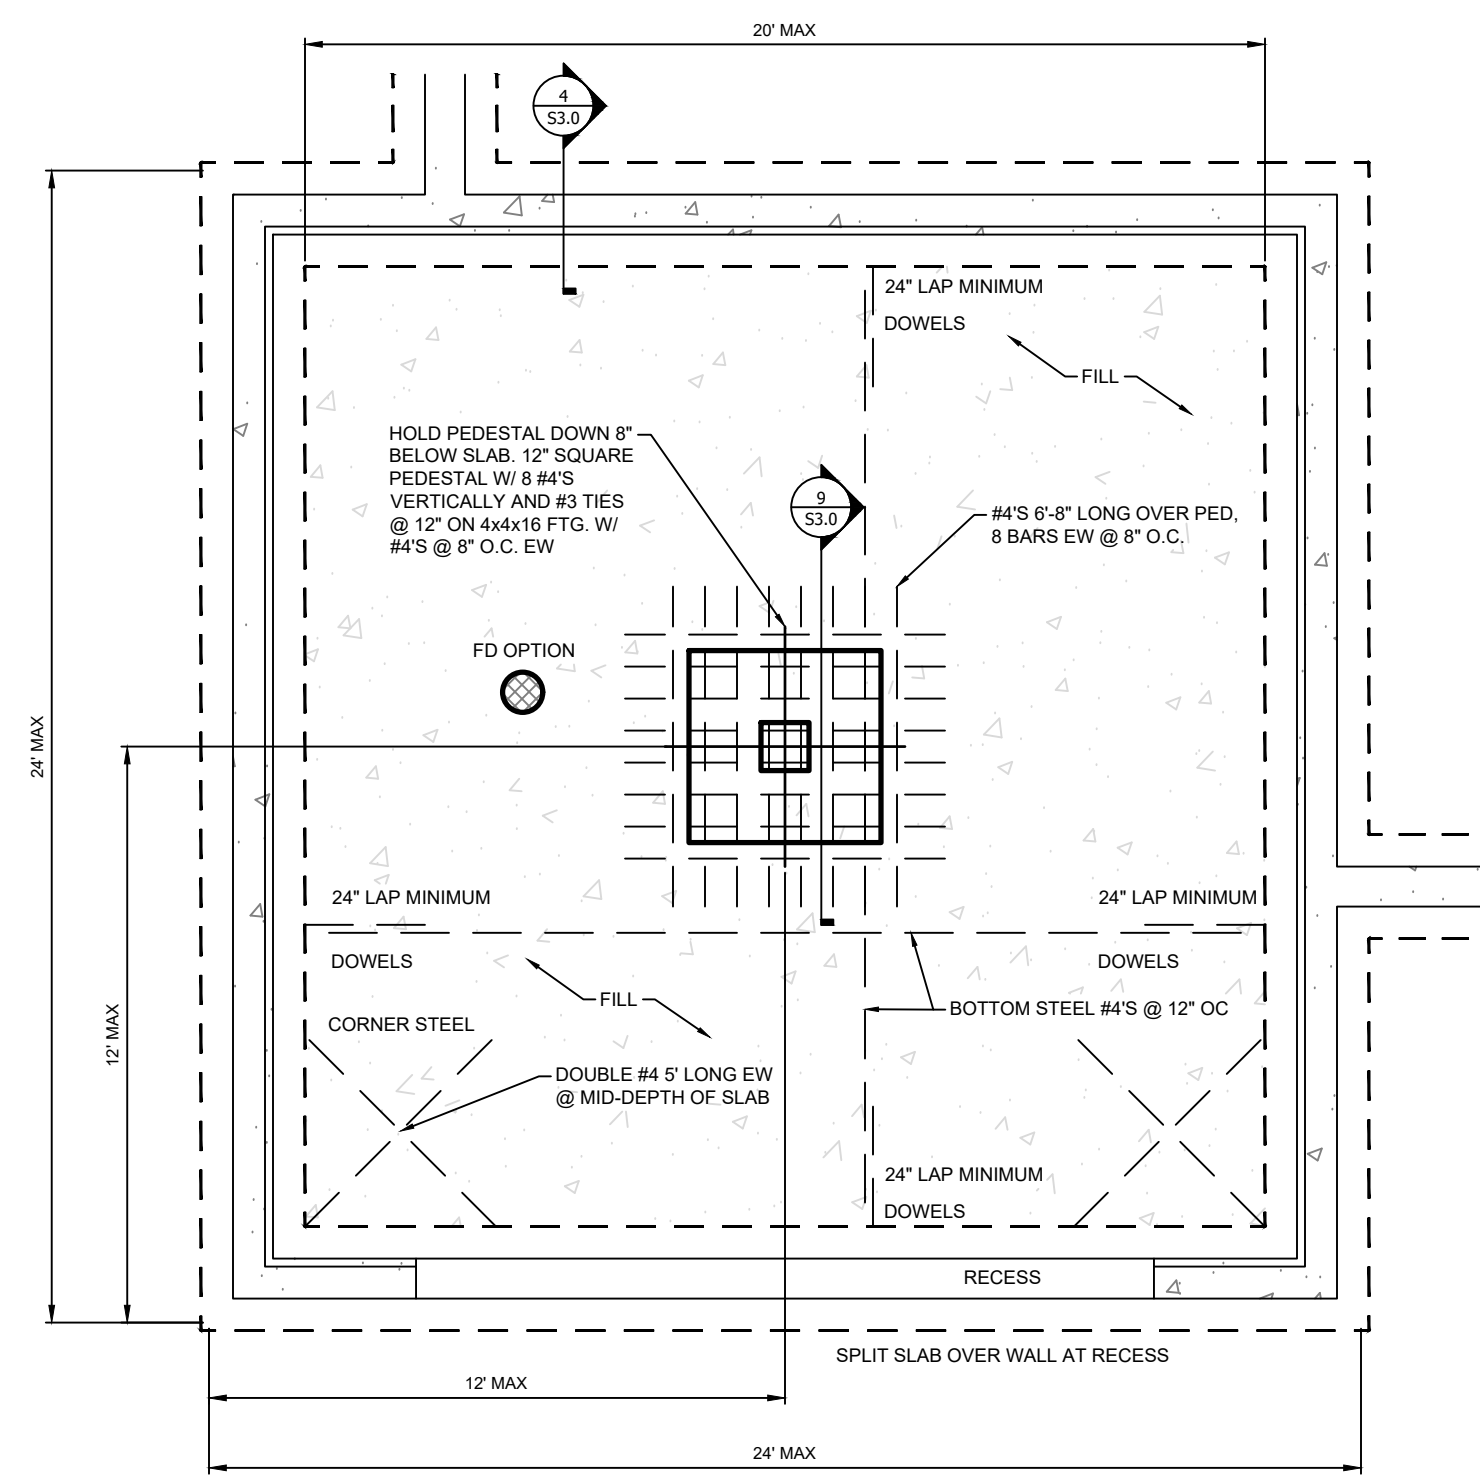 20' MAX
4
S3.0
24" LAP MINIMUM
DOWELS
FILL
HOLD PEDESTAL DOWN 8"
BELOW SLAB. 12" SQUARE
PEDESTAL W/ 8 #4'S
VERTICALLY AND #3 TIES
@ 12" ON 4x4x16 FTG. W/
#4'S @ 8" O.C. EW
9
S3.0
#4'S 6'-8" LONG OVER PED,
8 BARS EW @ 8" O.C.
FD OPTION
24' MAX
24" LAP MINIMUM
24" LAP MINIMUM
DOWELS
DOWELS
FILL
BOTTOM STEEL #4'S @ 12" OC
12' MAX
CORNER STEEL
DOUBLE #4 5' LONG EW
@ MID-DEPTH OF SLAB
24" LAP MINIMUM
DOWELS
RECESS
SPLIT SLAB OVER WALL AT RECESS
12' MAX
24' MAX